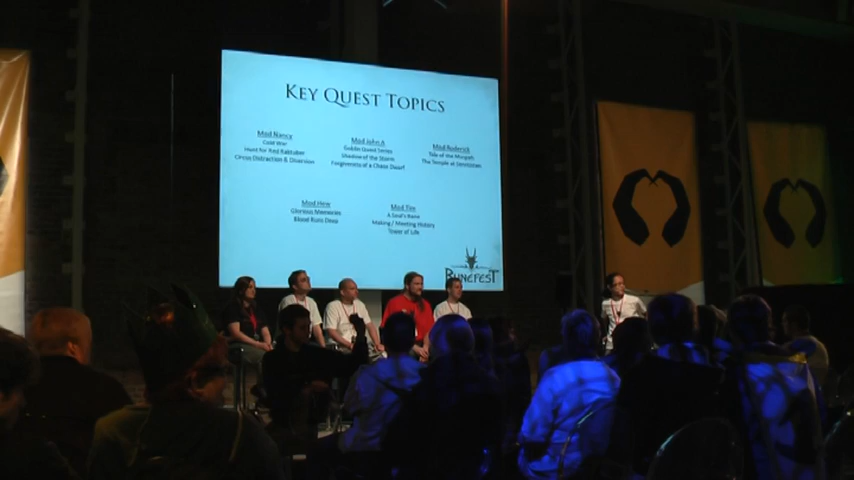 KEY QUEST TOPICS
Mod Nancy
Cold War
Hunt for Red Raktuber
Circus Distraction & Diversion
Mod John A
Goblin Quest Series
Shadow of the Storm
Forgiveness of a Chaos Dwarf
Mod Roderick
Tale of the Muspah
The Temple at Senntisten
Mod Hew
Glorious Memories
Blood Runs Deep
Mod Tim
A Soul's Bane
Making / Meeting History
Tower of Life
RUNEFEST